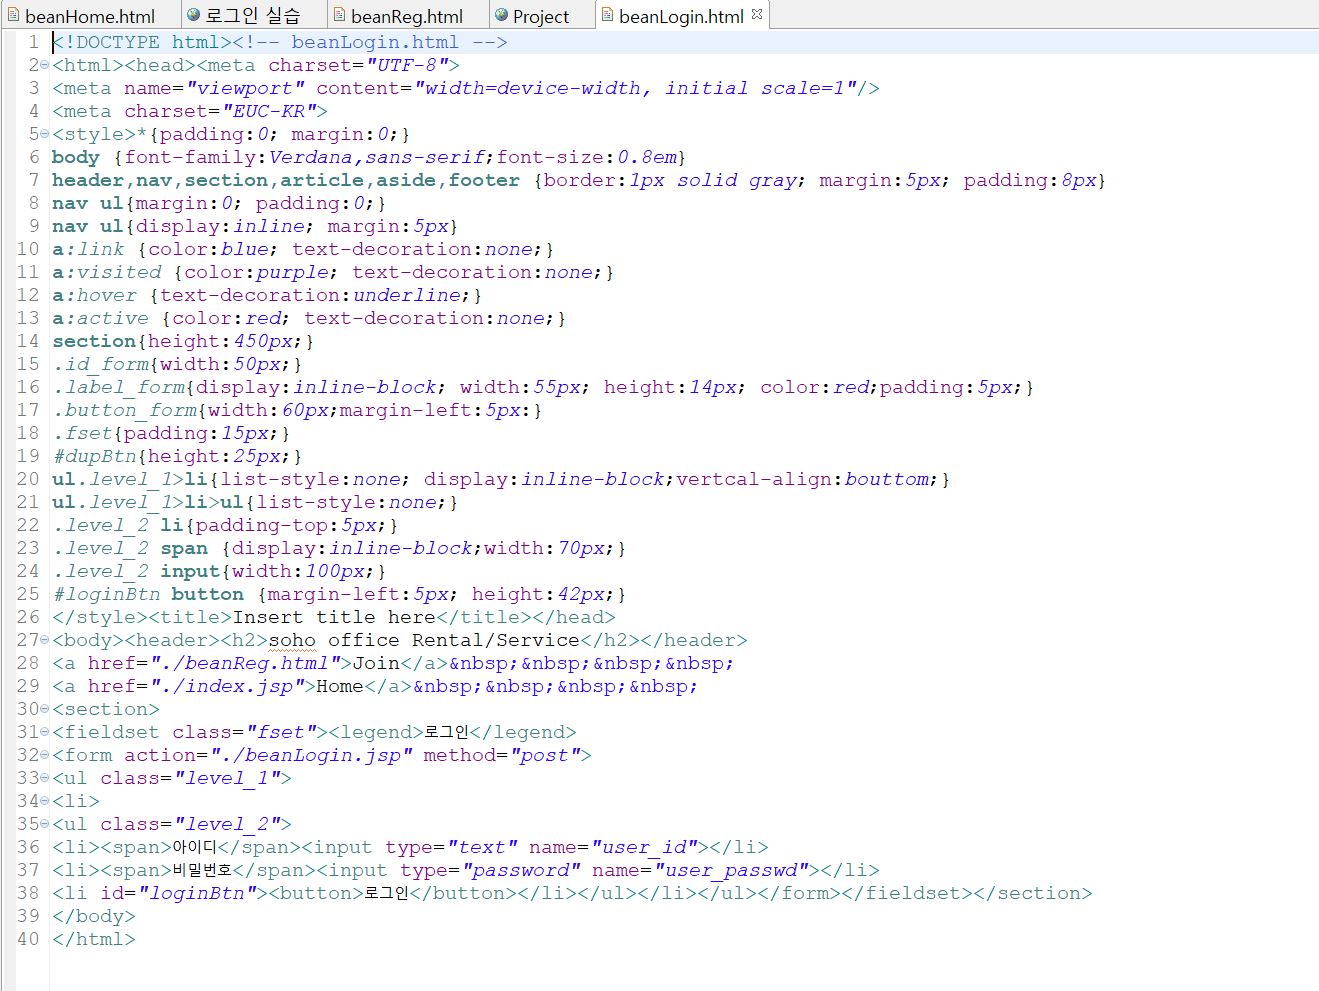 beanHome.html 로그인 실습 beanReg.html Project beanLogin.html
1 <!DOCTYPE html><!-- beanLogin.html -->
2 <html><head><meta charset="UTF-8">
3 <meta name="viewport" content="width=device-width, initial scale=1"/>
4 <meta charset="EUC-KR">
5 <style>*{padding:0; margin:0;}
6 body {font-family:Verdana,sans-serif;font-size:0.8em}
7 header,nav,section,article,aside,footer {border:1px solid gray; margin:5px; padding:8px}
8 nav ul{margin:0; padding:0;}
9 nav ul{display:inline; margin:5px}
10 a:link {color:blue; text-decoration:none;}
11 a:visited {color:purple; text-decoration:none;}
12 a:hover {text-decoration:underline;}
13 a:active {color:red; text-decoration:none;}
14 section{height:450px;}
15 .id_form{width:50px;}
16 .label_form{display:inline-block; width:55px; height:14px; color:red;padding:5px;}
17 .button_form{width:60px;margin-left:5px:}
18 .fset{padding:15px;}
19 #dupBtn{height:25px;}
20 ul.level_1>li{list-style:none; display:inline-block;vertcal-align:bouttom;}
21 ul.level_1>li>ul{list-style:none;}
22 .level_2 li{padding-top:5px;}
23 .level_2 span {display:inline-block;width:70px;}
24 .level_2 input{width:100px;}
25 #loginBtn button {margin-left:5px; height:42px;}
26 </style><title>Insert title here</title></head>
27 <body><header><h2>soho office Rental/Service</h2></header>
28 <a href="./beanReg.html">Join</a>&nbsp;&nbsp;&nbsp;&nbsp;
29 <a href="./index.jsp">Home</a>&nbsp;&nbsp;&nbsp;&nbsp;
30 <section>
31 <fieldset class="fset"><legend>로그인</legend>
32 <form action="./beanLogin.jsp" method="post">
33 <ul class="level_1">
34 <li>
35 <ul class="level_2">
36 <li><span>아이디</span><input type="text" name="user_id"></li>
37 <li><span>비밀번호</span><input type="password" name="user_passwd"></li>
38 <li id="loginBtn"><button>로그인</button></li></ul></li></ul></form></fieldset></section>
39 </body>
40 </html>